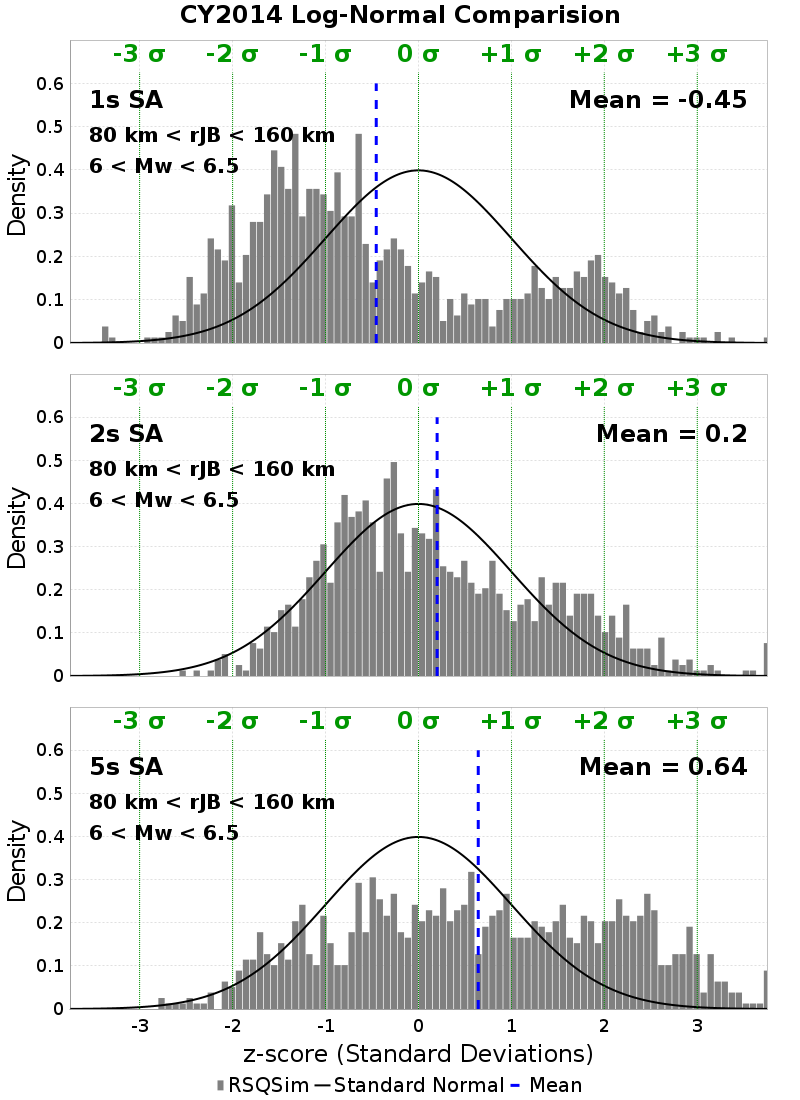 CY2014 Log-Normal Comparision
-3 σ -2 σ -1 σ 0 σ +1 σ +2 σ +3 σ
1s SA
Mean = -0.45
80 km < rJB < 160 km
6 < Mw < 6.5
0.6
0.5
0.4
0.3
0.2
0.1
0
Density
-3 σ -2 σ -1 σ 0 σ +1 σ +2 σ +3 σ
2s SA
Mean = 0.2
80 km < rJB < 160 km
6 < Mw < 6.5
0.6
0.5
0.4
0.3
0.2
0.1
0
Density
-3 σ -2 σ -1 σ 0 σ +1 σ +2 σ +3 σ
5s SA
Mean = 0.64
80 km < rJB < 160 km
6 < Mw < 6.5
0.6
0.5
0.4
0.3
0.2
0.1
0
Density
-3 -2 -1 0 1 2 3
z-score (Standard Deviations)
RSQSim Standard Normal Mean